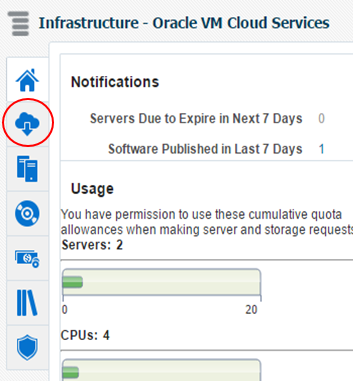 Infrastructure - Oracle VM Cloud Services
Notifications
Servers Due to Expire in Next 7 Days 0
Software Published in Last 7 Days 1
Usage
You have permission to use these cumulative quota
allowances when making server and storage requests
Servers: 2
0 20
CPUs: 4